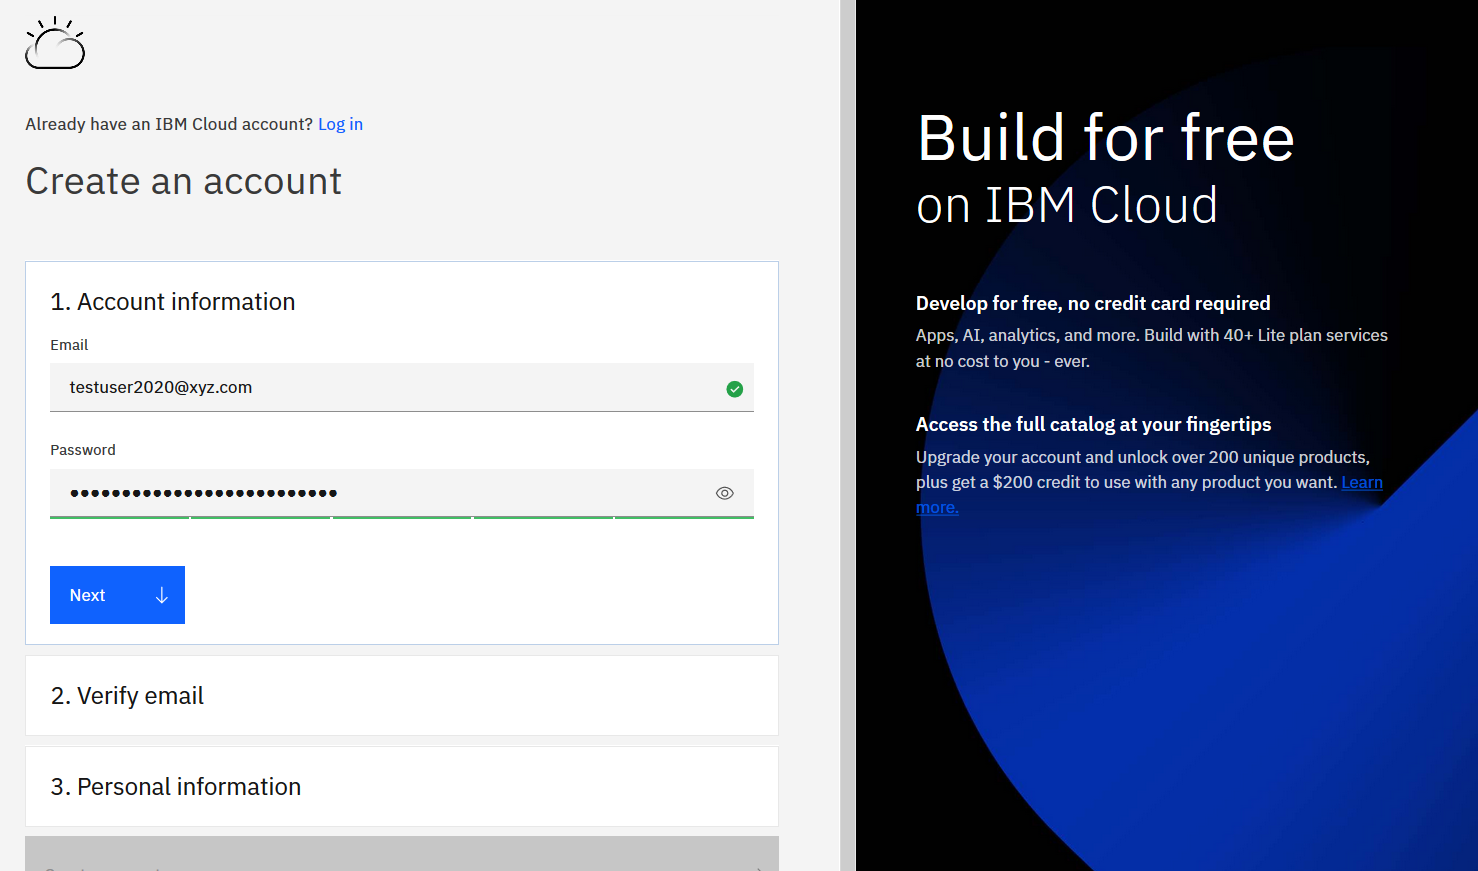 Already have an IBM Cloud account? Log in
Create an account
1. Account information
Email
testuser2020@xyz.com
Password
••••••••••••••••••••••••••
Next
2. Verify email
3. Personal information
Build for free
on IBM Cloud
Develop for free, no credit card required
Apps, AI, analytics, and more. Build with 40+ Lite plan services
at no cost to you - ever.
Access the full catalog at your fingertips
Upgrade your account and unlock over 200 unique products,
plus get a $200 credit to use with any product you want. Learn
more.